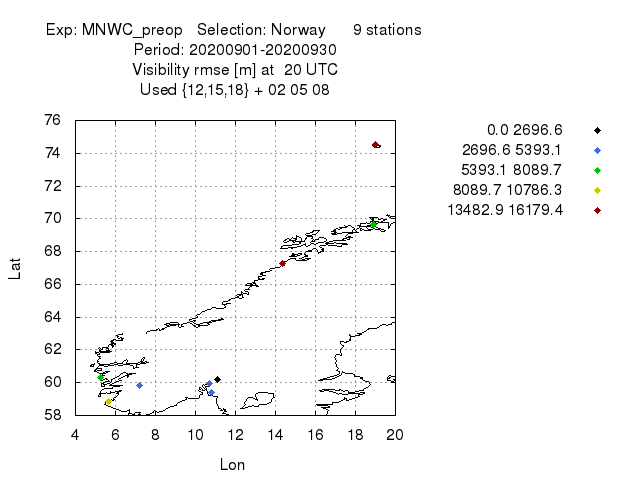 Exp: MNWC_preop Selection: Norway 9 stations
Period: 20200901-20200930
Visibility rmse [m] at 20 UTC
Used {12,15,18} + 02 05 08
0.0 2696.6
2696.6 5393.1
5393.1 8089.7
8089.7 10786.3
13482.9 16179.4
76
74
72
70
68
66
64
62
60
58
Lat
4 6 8 10 12 14 16 18 20
Lon